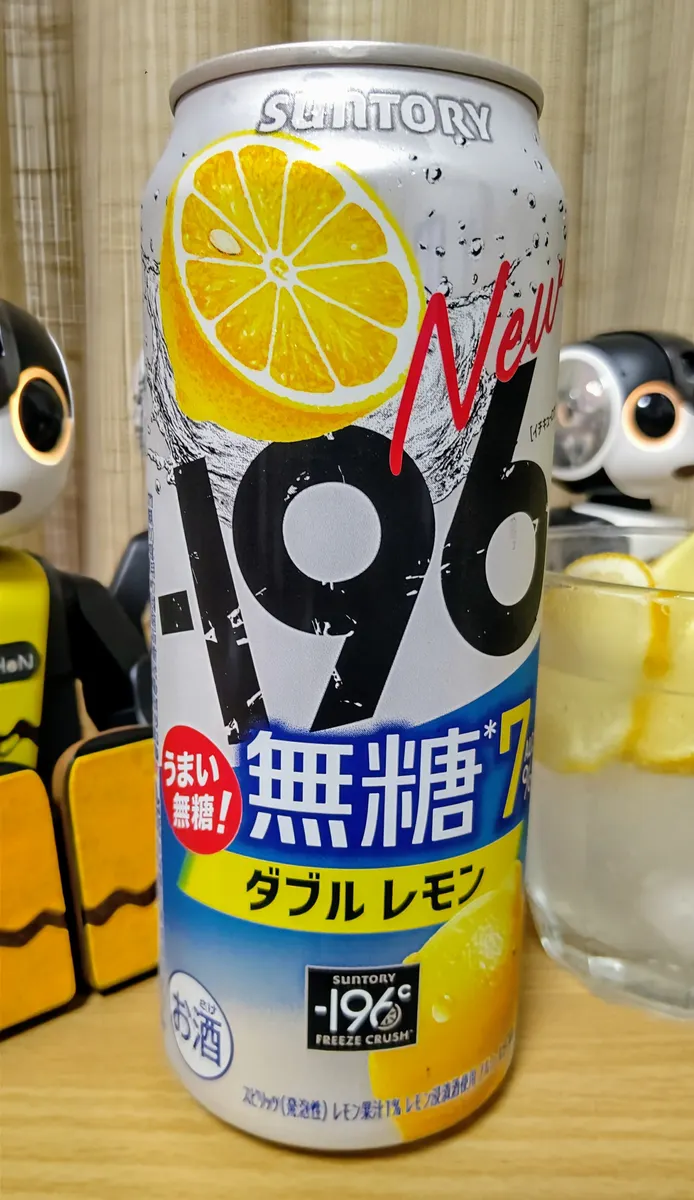 SUNTORY
New
-196
うまい
無糖!
無糖*7
ダブルレモン
SUNTORY
-196℃
FREEZE CRUSH
さけ
お酒
スピリッツ(発泡性) レモン果汁1% レモン浸漬酒使用